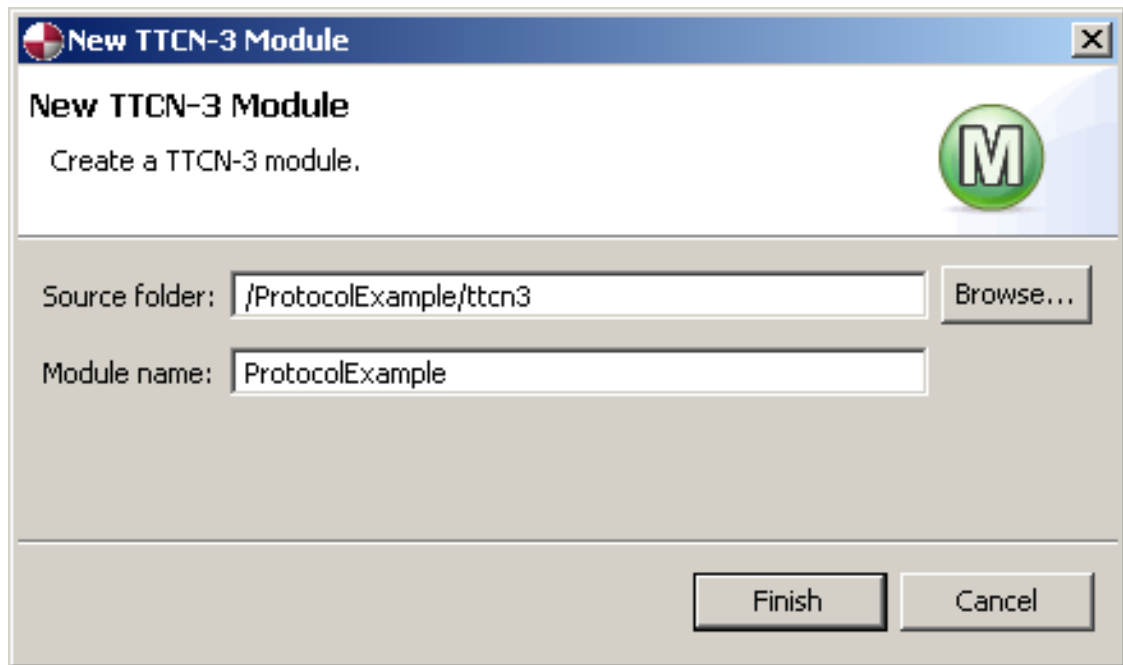 New TTCN-3 Module
New TTCN-3 Module
Create a TTCN-3 module.
M
Source folder: /ProtocolExample/ttcn3 Browse...
Module name: ProtocolExample
Finish Cancel